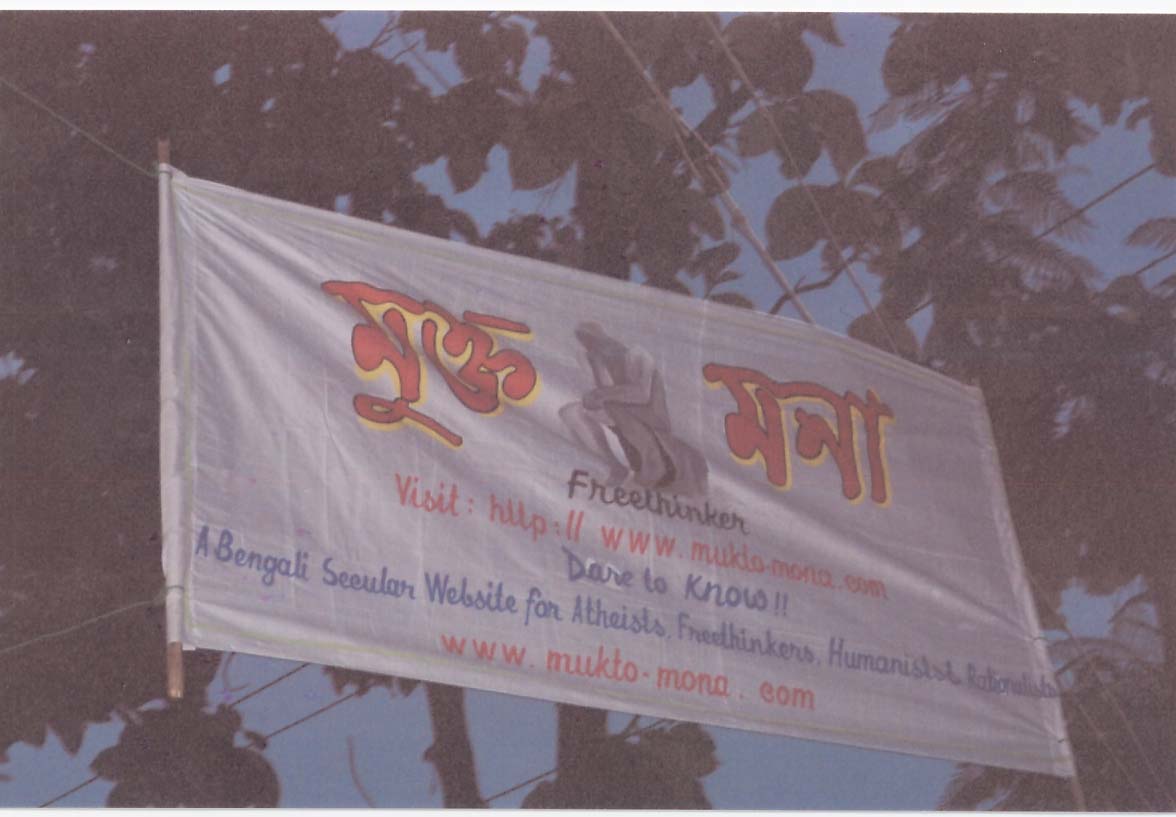 মুক্ত মনা
Freethinker
Visit: http:// www.mukto-mona.com
Dare to Know!!
A Bengali Secular Website for Atheists, Freethinkers, Humanistst Rationalists
www.mukto-mona.com